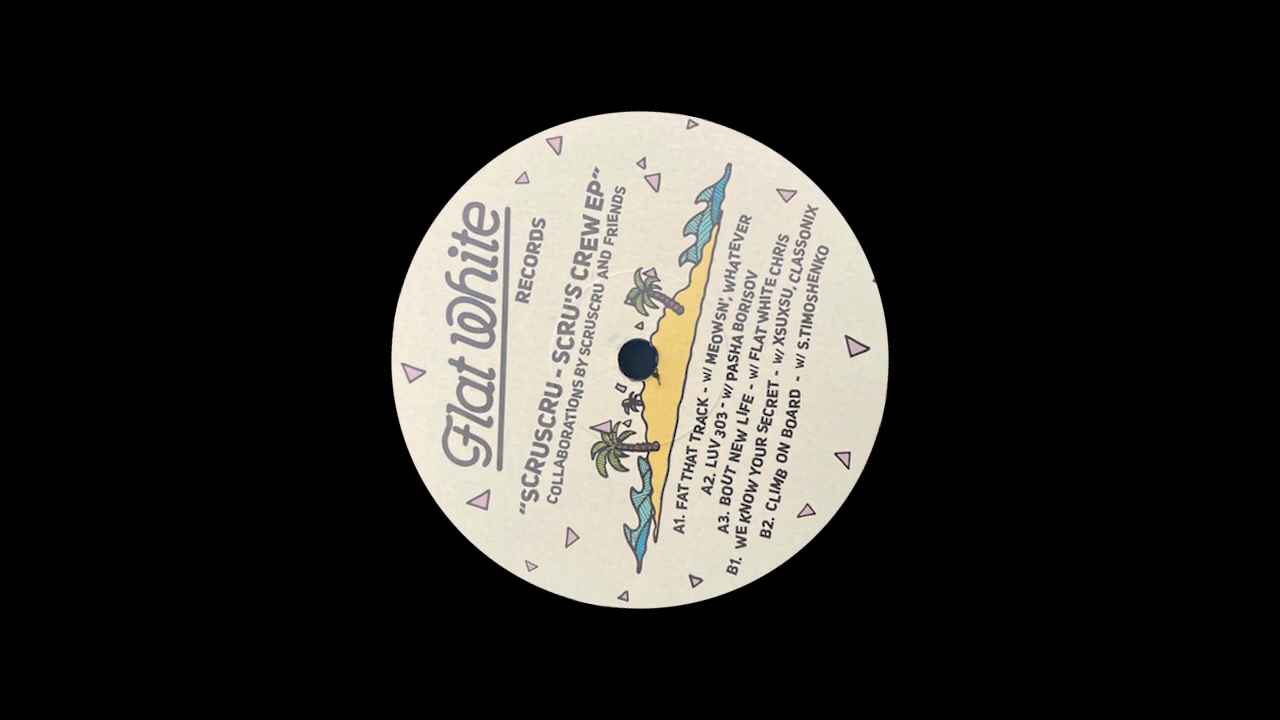 Flat White
RECORDS
"SCRUSCRU - SCRU'S CREW EP"
COLLABORATIONS BY SCRUSCRU AND FRIENDS
A1. FAT THAT TRACK - w/ MEOWSN', WHATEVER
A2. LUV 303 - w/ PASHA BORISOV
A3. BOUT NEW LIFE - w/ FLAT WHITE CHRIS
B1. WE KNOW YOUR SECRET - w/ XSUXSU, CLASSONIX
B2. CLIMB ON BOARD - w/ S.TIMOSHENKO